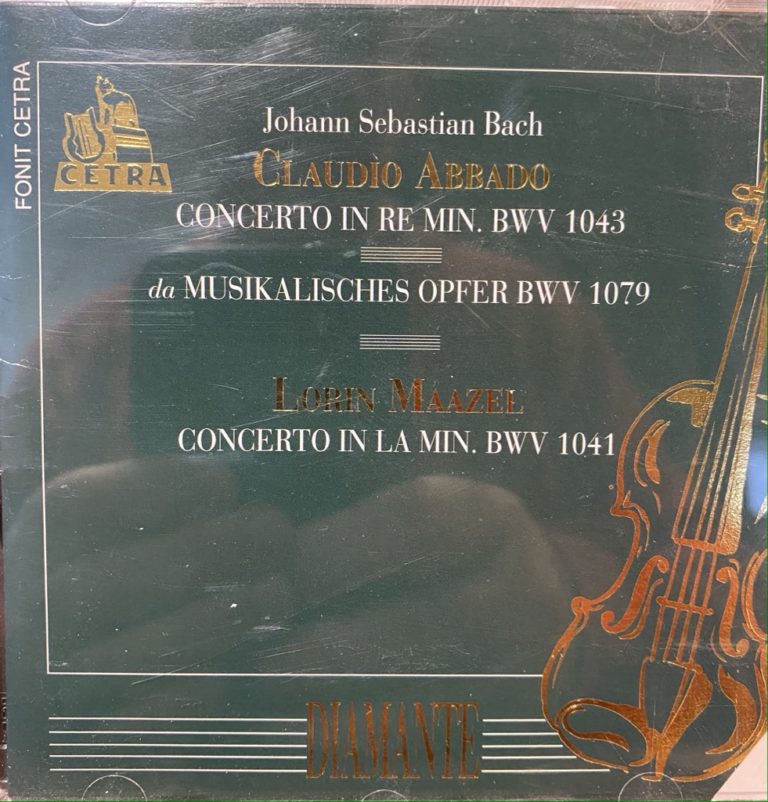 FONIT CETRA
CETRA
Johann Sebastian Bach
CLAUDIO ABBADO
CONCERTO IN RE MIN. BWV 1043
da MUSIKALISCHES OPFER BWV 1079
LORIN MAAZEL
CONCERTO IN LA MIN. BWV 1041
DIAMANTE